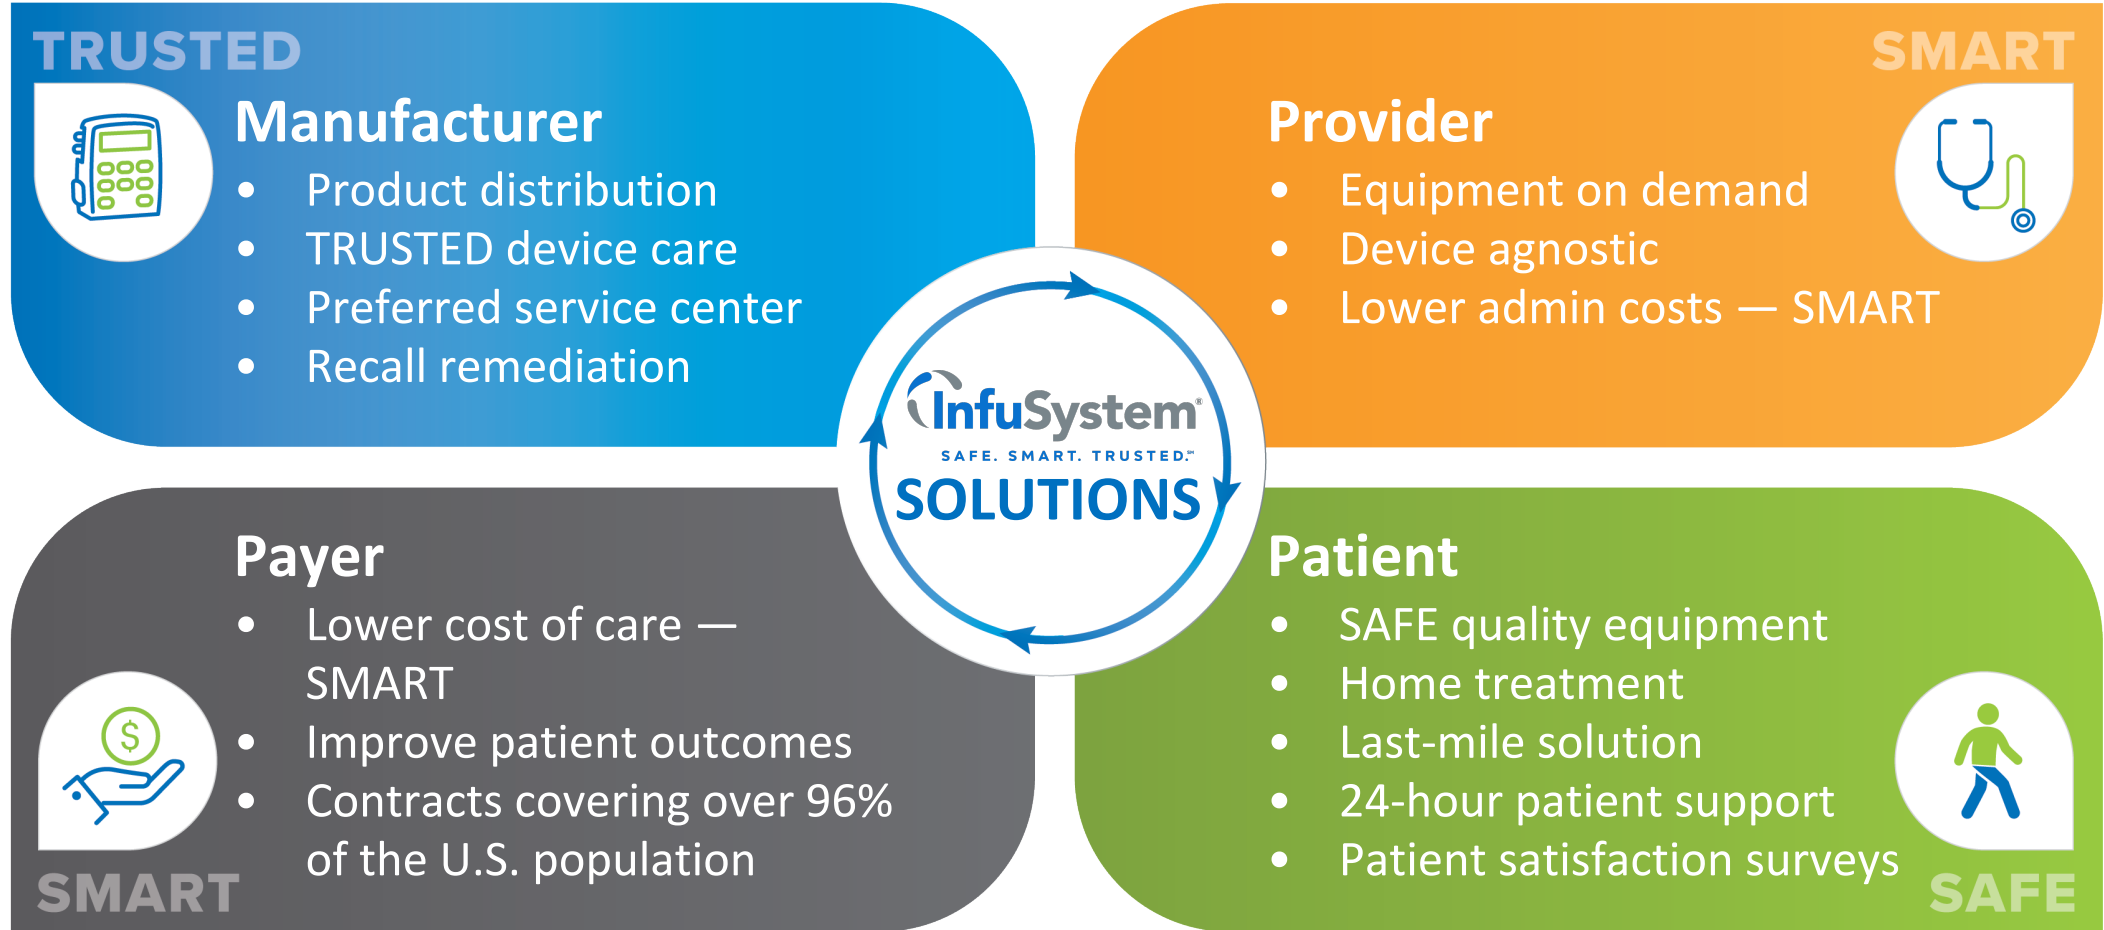 TRUSTED
Manufacturer
• Product distribution
• TRUSTED device care
• Preferred service center
• Recall remediation
SMART
Provider
• Equipment on demand
• Device agnostic
• Lower admin costs — SMART
InfuSystem®
SAFE. SMART. TRUSTED.℠
SOLUTIONS
Payer
• Lower cost of care —
SMART
• Improve patient outcomes
• Contracts covering over 96%
of the U.S. population
$
SMART
Patient
• SAFE quality equipment
• Home treatment
• Last-mile solution
• 24-hour patient support
• Patient satisfaction surveys
SAFE